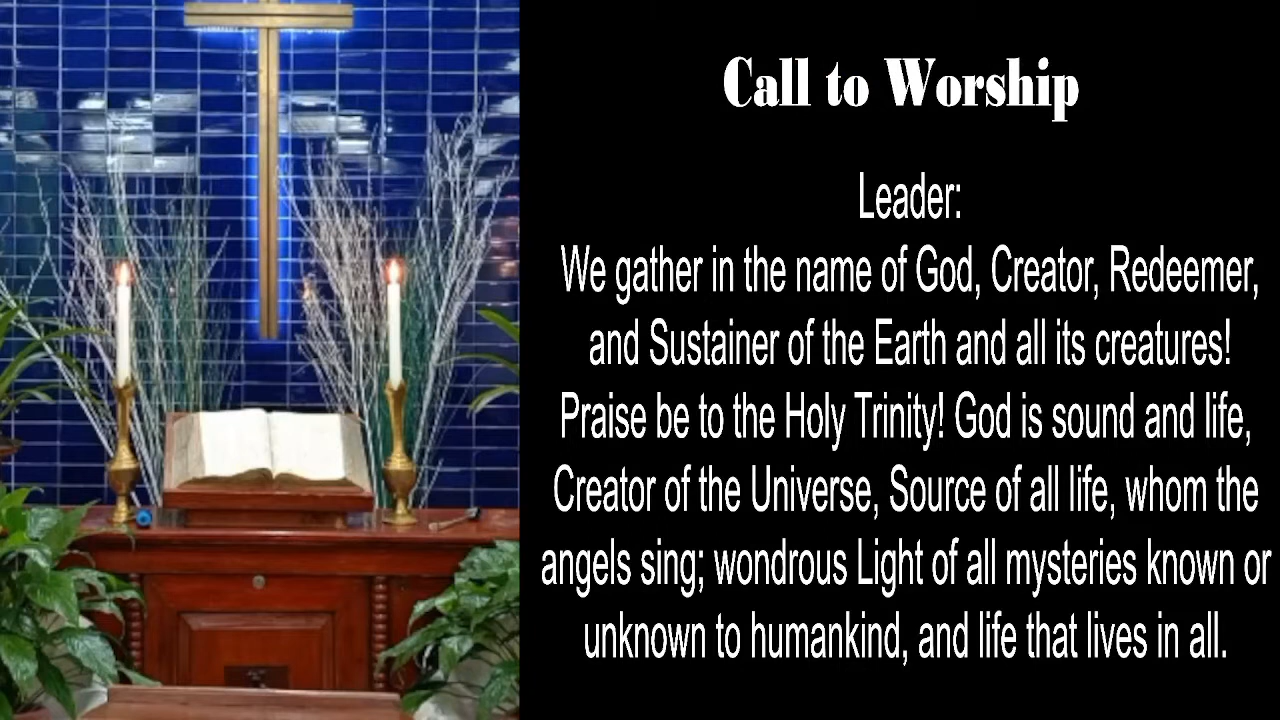 Call to Worship
Leader:
We gather in the name of God, Creator, Redeemer,
and Sustainer of the Earth and all its creatures!
Praise be to the Holy Trinity! God is sound and life,
Creator of the Universe, Source of all life, whom the
angels sing; wondrous Light of all mysteries known or
unknown to humankind, and life that lives in all.